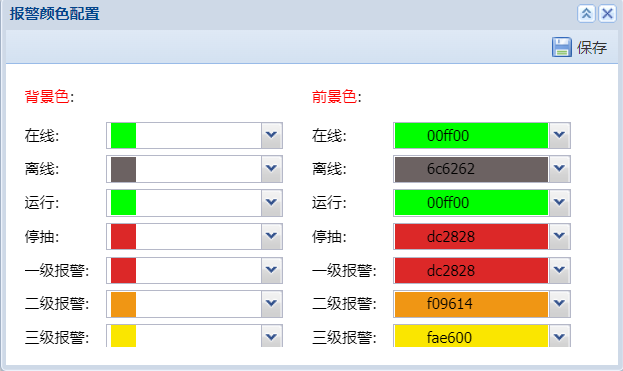 报警颜色配置
保存
背景色: 前景色:
在线: 在线: 00ff00
离线: 离线: 6c6262
运行: 运行: 00ff00
停抽: 停抽: dc2828
一级报警: 一级报警: dc2828
二级报警: 二级报警: f09614
三级报警: 三级报警: fae600